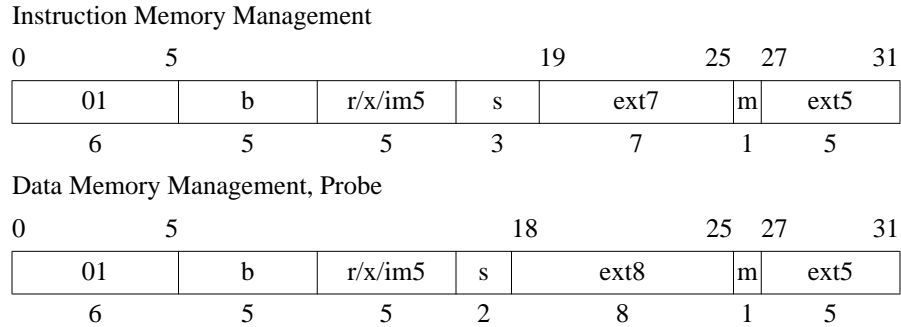 Instruction Memory Management
0 5 19 25 27 31
01 b r/x/im5 s ext7 m ext5
6 5 5 3 7 1 5
Data Memory Management, Probe
0 5 18 25 27 31
01 b r/x/im5 s ext8 m ext5
6 5 5 2 8 1 5